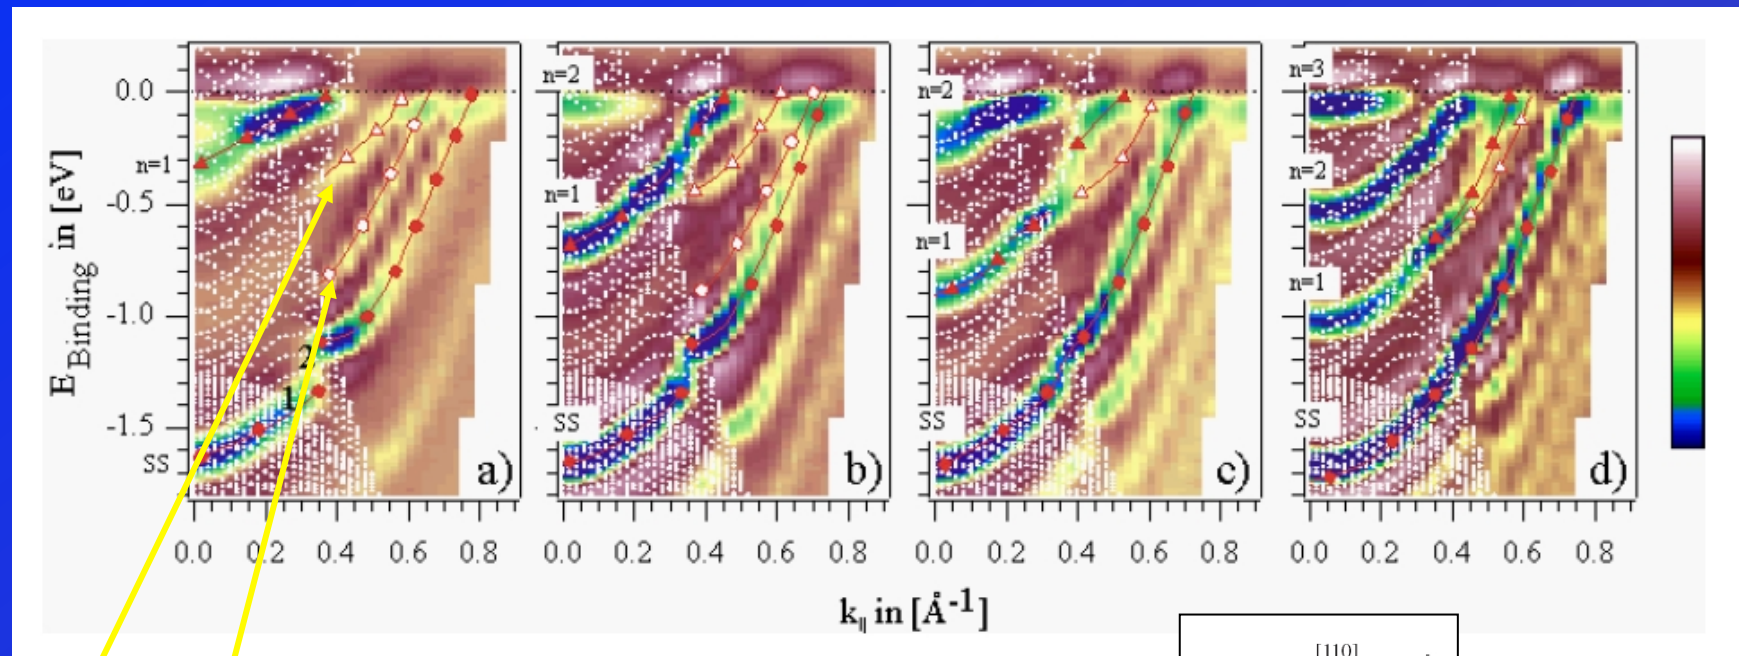 E Binding in [eV]
0.0
-0.5
-1.0
-1.5
n=1
SS
1
2
a)
0.0 0.2 0.4 0.6 0.8
n=2
n=1
SS
b)
0.0 0.2 0.4 0.6 0.8
n=2
n=1
SS
c)
0.0 0.2 0.4 0.6 0.8
n=3
n=2
n=1
SS
d)
0.0 0.2 0.4 0.6 0.8
k∥ in [Å-1]
[110]